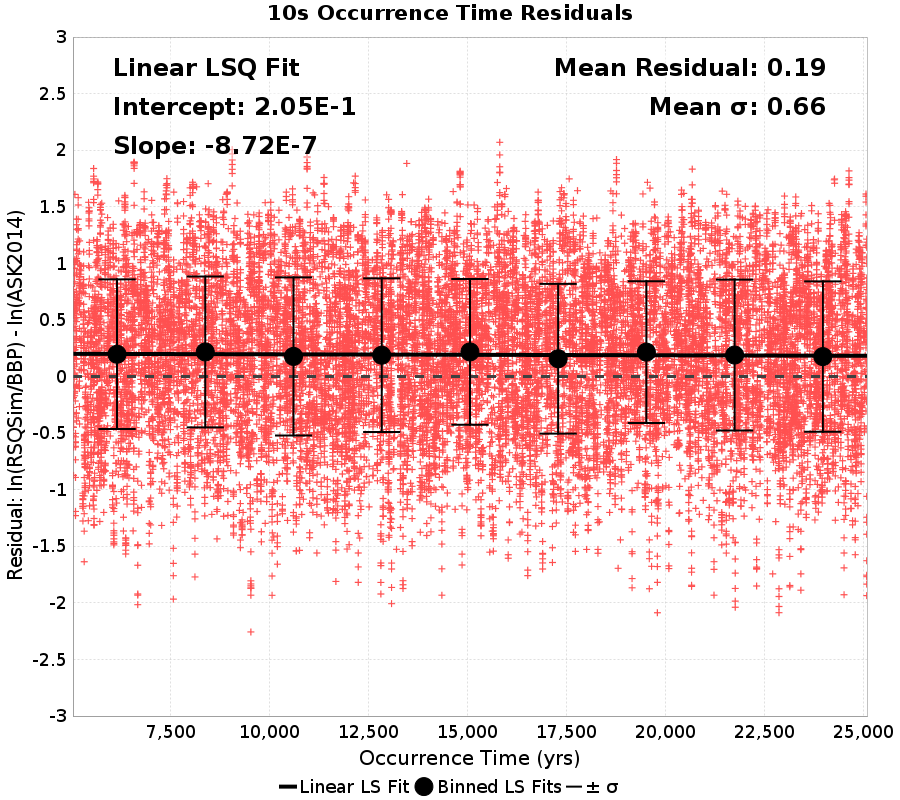 10s Occurrence Time Residuals
Linear LSQ Fit
Intercept: 2.05E-1
Slope: -8.72E-7
Mean Residual: 0.19
Mean σ: 0.66
Residual: ln(RSQSim/BBP) - ln(ASK2014)
3
2.5
2
1.5
1
0.5
0
-0.5
-1
-1.5
-2
-2.5
-3
7,500 10,000 12,500 15,000 17,500 20,000 22,500 25,000
Occurrence Time (yrs)
Linear LS Fit Binned LS Fits ± σ